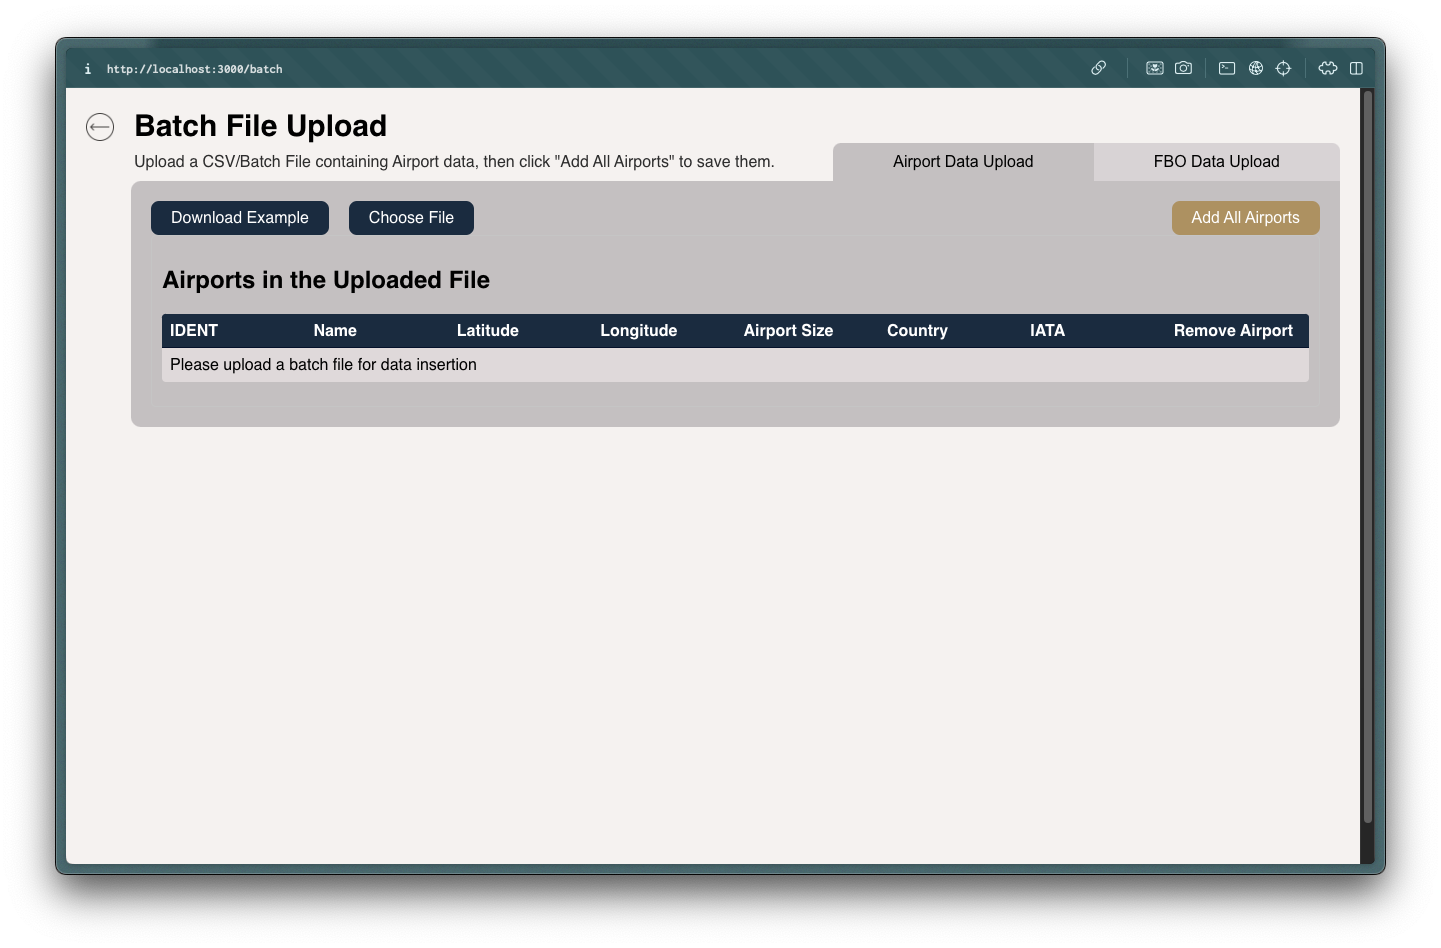 i http://localhost:3000/batch
Batch File Upload
Upload a CSV/Batch File containing Airport data, then click "Add All Airports" to save them.
Airport Data Upload FBO Data Upload
Download Example Choose File Add All Airports
Airports in the Uploaded File
IDENT Name Latitude Longitude Airport Size Country IATA Remove Airport
Please upload a batch file for data insertion